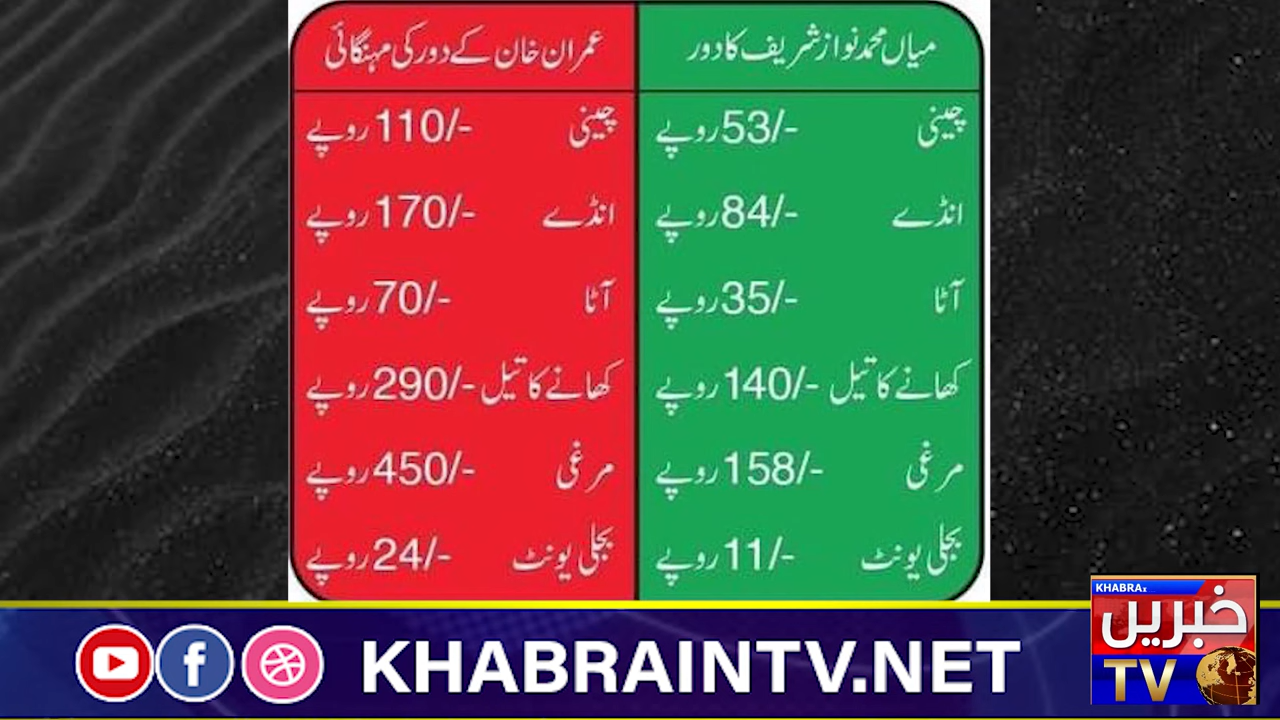 میاں محمد نواز شریف کا دور
عمران خان کے دور کی مہنگائی
چینی 53/- روپے
چینی 110/- روپے
انڈے 84/- روپے
انڈے 170/- روپے
آٹا 35/- روپے
آٹا 70/- روپے
کھانے کا تیل 140/- روپے
کھانے کا تیل 290/- روپے
مرغی 158/- روپے
مرغی 450/- روپے
بجلی یونٹ 11/- روپے
بجلی یونٹ 24/- روپے
KHABRAINTV.NET
خبریں
TV